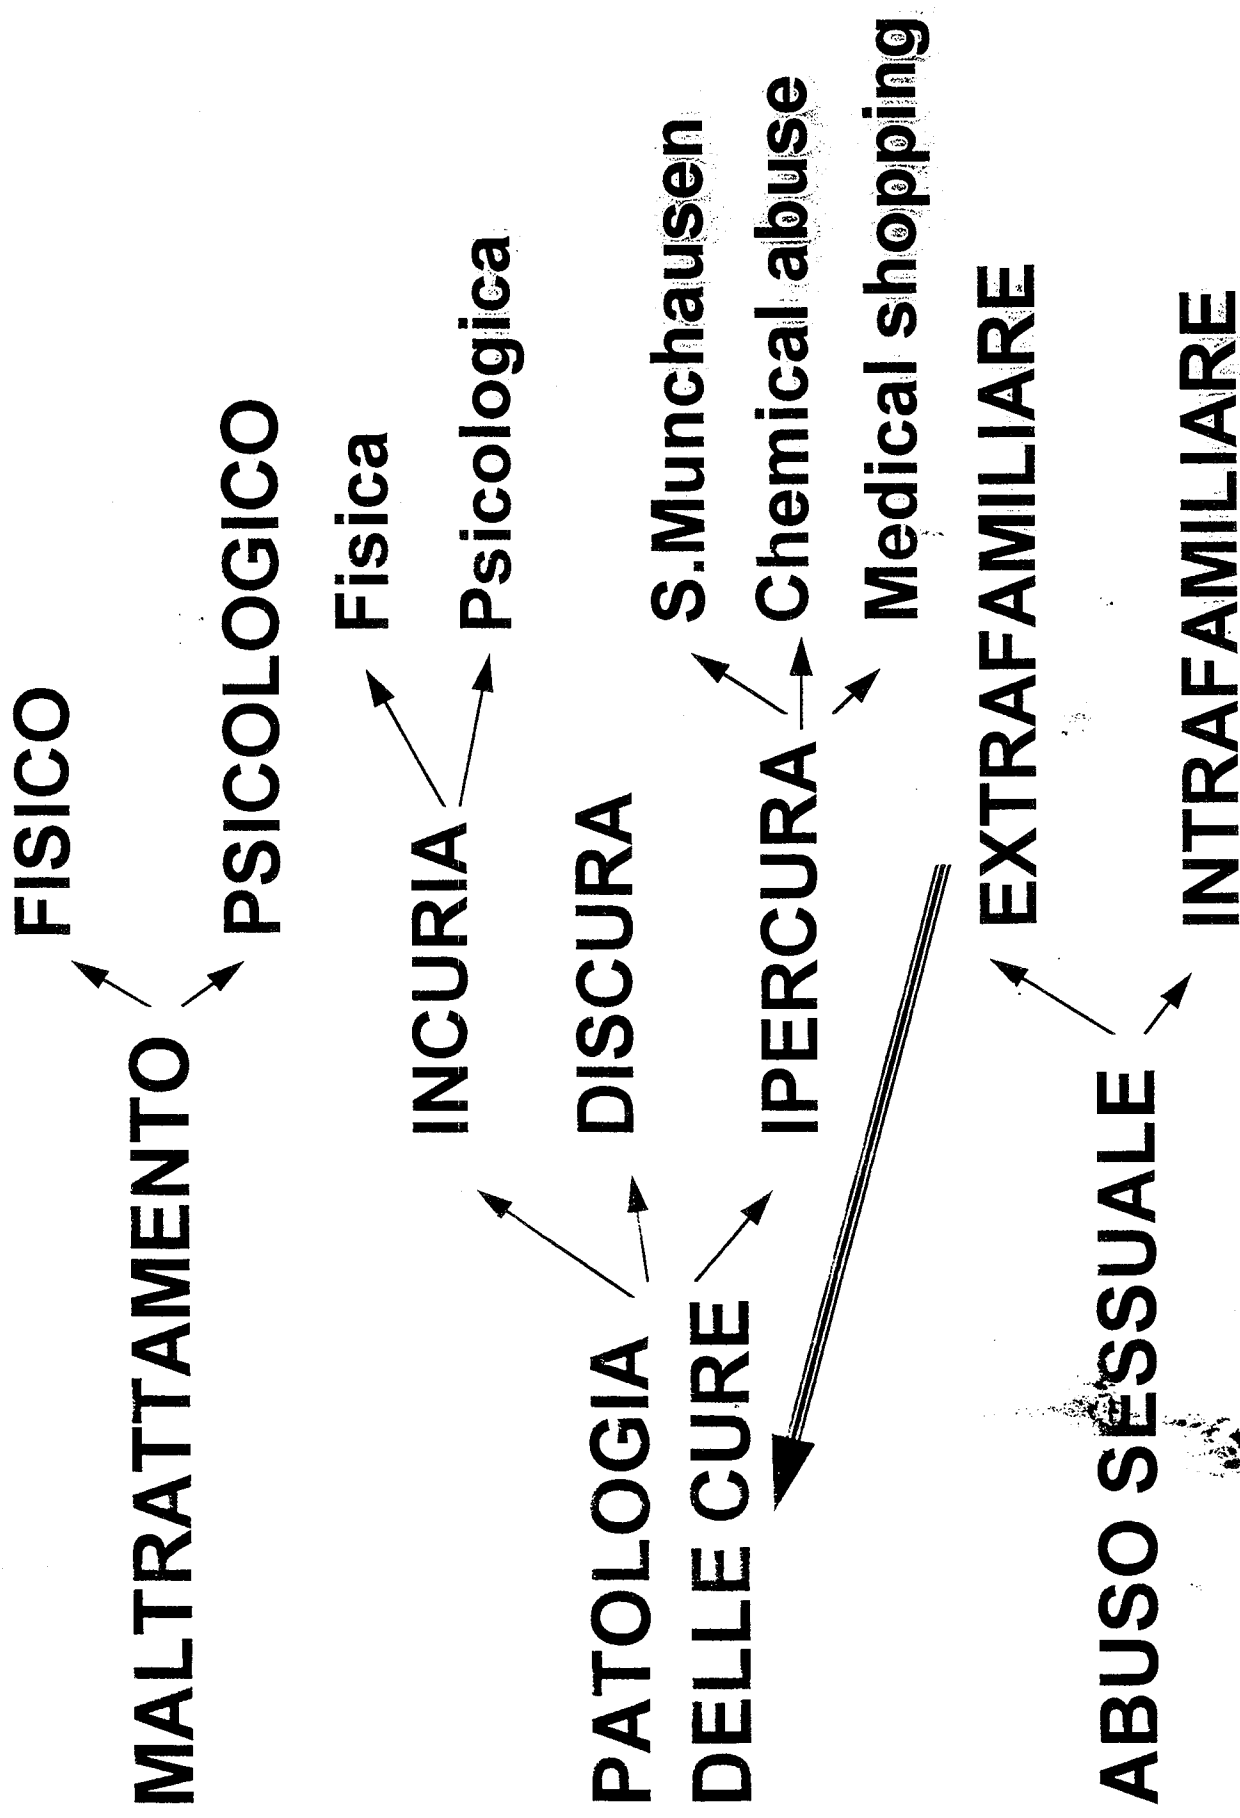 FISICO
MALTRATTAMENTO
PSICOLOGICO
Fisica
INCURIA
Psicologica
PATOLOGIA
DELLE CURE
DISCURA
S.Munchausen
IPERCURA
Chemical abuse
Medical shopping
EXTRAFAMILIARE
ABUSO SESSUALE
INTRAFAMILIARE